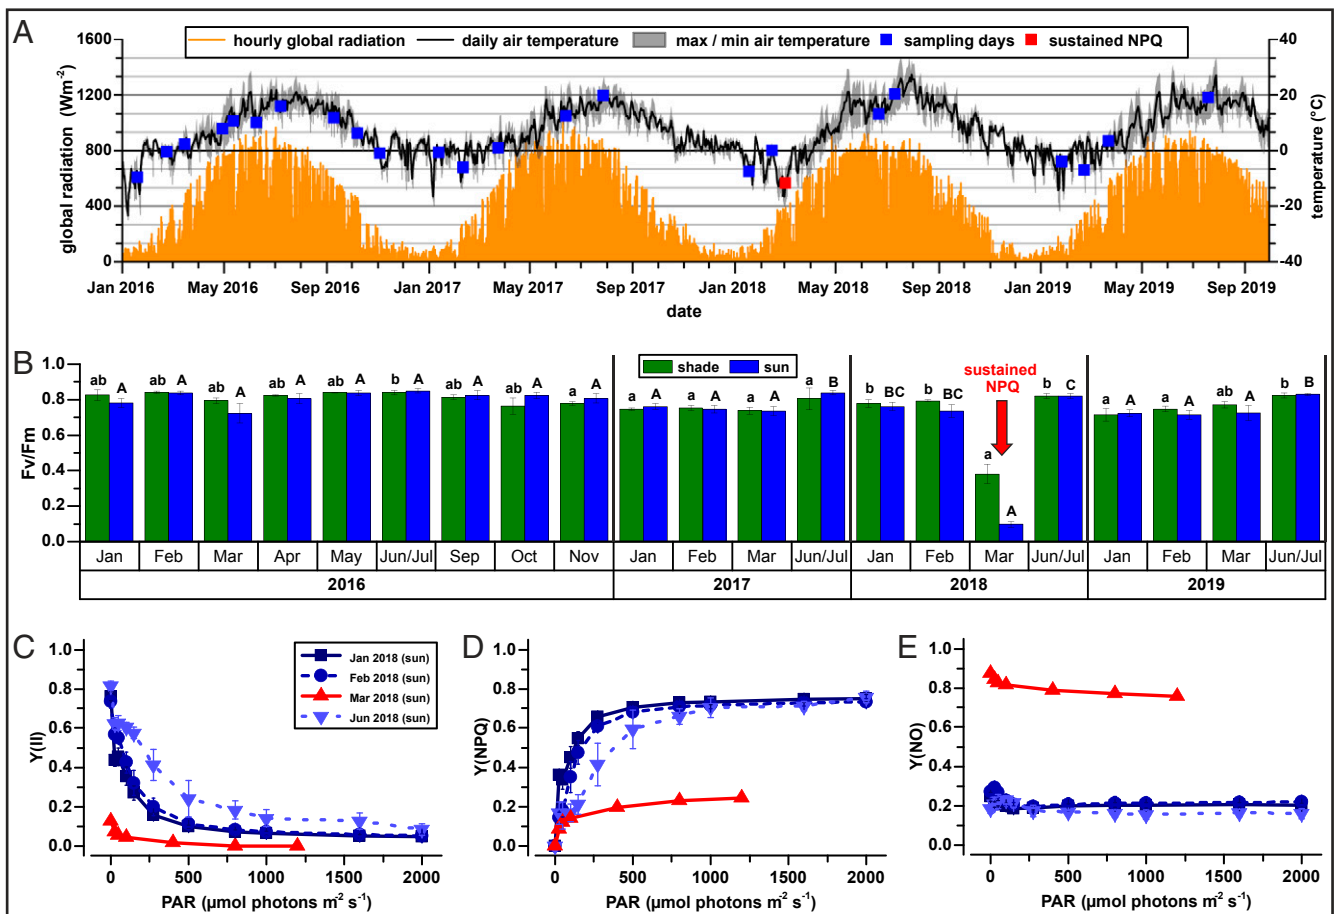 A
hourly global radiation daily air temperature max / min air temperature sampling days sustained NPQ
global radiation (Wm-2)
1600
1200
800
400
0
temperature (°C)
40
20
0
-20
-40
Jan 2016 May 2016 Sep 2016 Jan 2017 May 2017 Sep 2017 Jan 2018 May 2018 Sep 2018 Jan 2019 May 2019 Sep 2019
date
B
shade sun
Fv/Fm
1.0
0.8
0.6
0.4
0.2
0.0
ab A ab A ab A ab A ab A b A ab A ab A a A a A a A a A a B b BC b BC a A b C a A ab A ab A b B
sustained
NPQ
Jan Feb Mar Apr May Jun/Jul Sep Oct Nov Jan Feb Mar Jun/Jul Jan Feb Mar Jun/Jul Jan Feb Mar Jun/Jul
2016 2017 2018 2019
C
Y(II)
1.0
0.8
0.6
0.4
0.2
0.0
Jan 2018 (sun)
Feb 2018 (sun)
Mar 2018 (sun)
Jun 2018 (sun)
0 500 1000 1500 2000
PAR (µmol photons m-2 s-1)
D
Y(NPQ)
1.0
0.8
0.6
0.4
0.2
0.0
0 500 1000 1500 2000
PAR (µmol photons m-2 s-1)
E
Y(NO)
1.0
0.8
0.6
0.4
0.2
0.0
0 500 1000 1500 2000
PAR (µmol photons m-2 s-1)